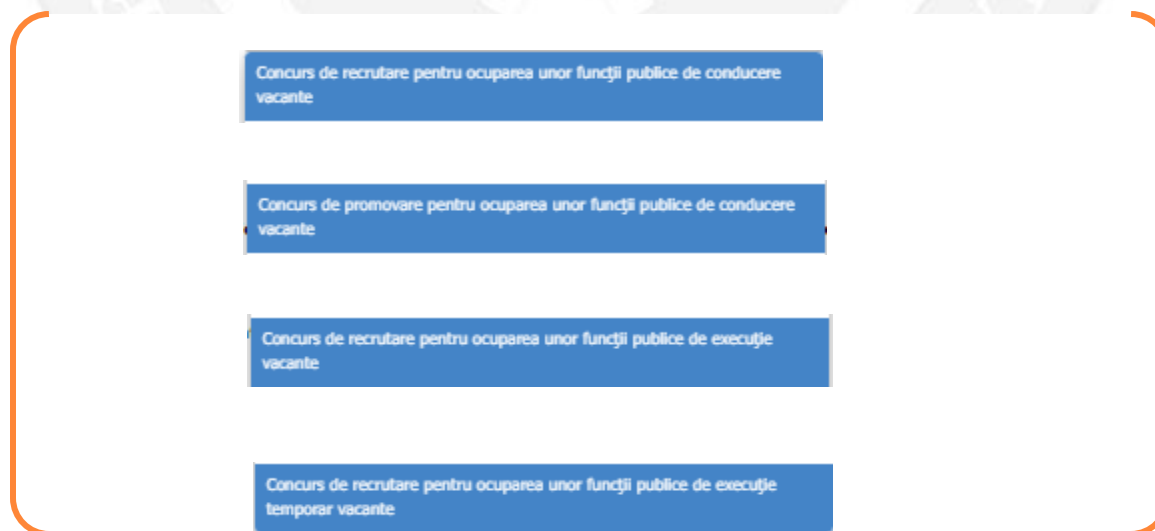 Concurs de recrutare pentru ocuparea unor funcţii publice de conducere
vacante
Concurs de promovare pentru ocuparea unor funcţii publice de conducere
vacante
Concurs de recrutare pentru ocuparea unor funcţii publice de execuţie
vacante
Concurs de recrutare pentru ocuparea unor funcţii publice de execuţie
temporar vacante